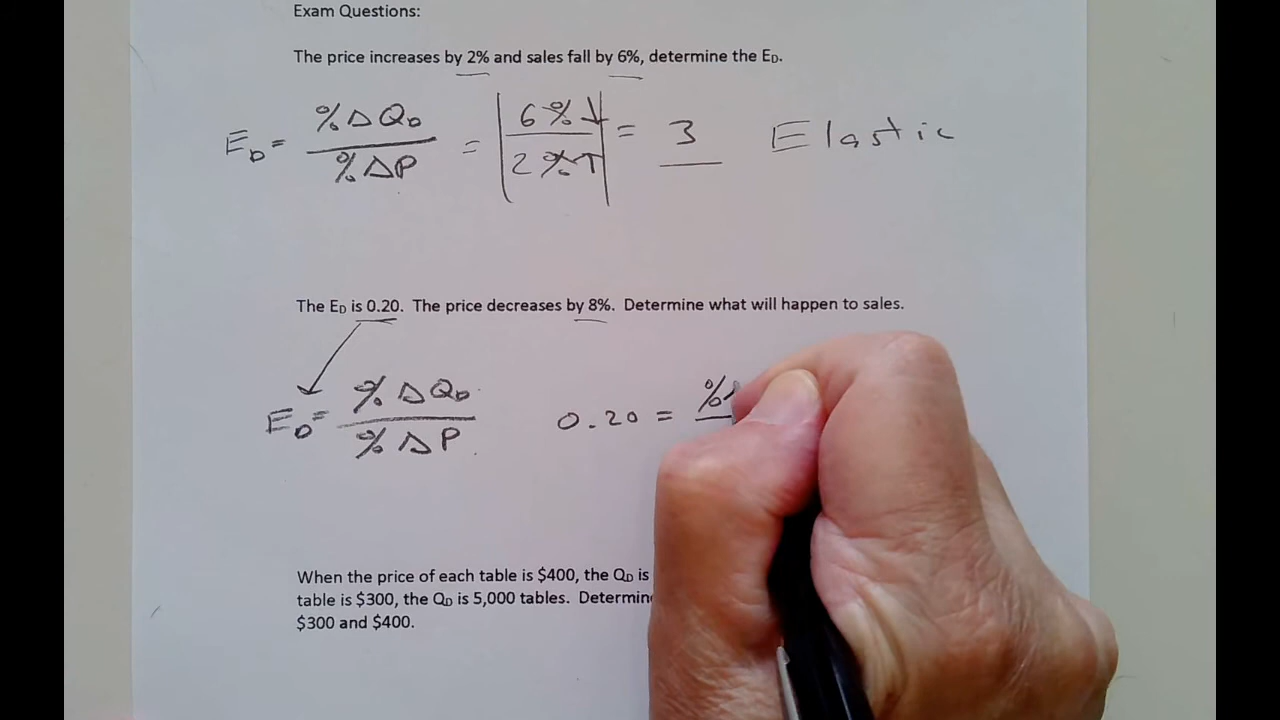 Exam Questions:
The price increases by 2% and sales fall by 6%, determine the ED.
ED = %ΔQD / %ΔP = |6%↓ / 2%↑| = 3 Elastic
The ED is 0.20. The price decreases by 8%. Determine what will happen to sales.
ED = %ΔQD / %ΔP 0.20 = %
When the price of each table is $400, the QD is
table is $300, the QD is 5,000 tables. Determin
$300 and $400.